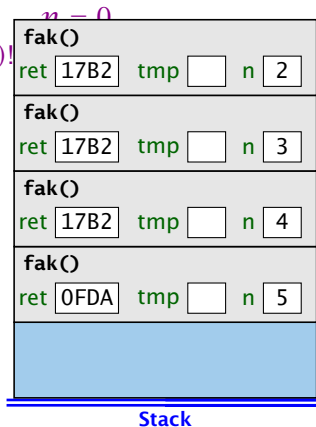 n = 0
)!
fak()
ret 17B2 tmp n 2
fak()
ret 17B2 tmp n 3
fak()
ret 17B2 tmp n 4
fak()
ret 0FDA tmp n 5
Stack